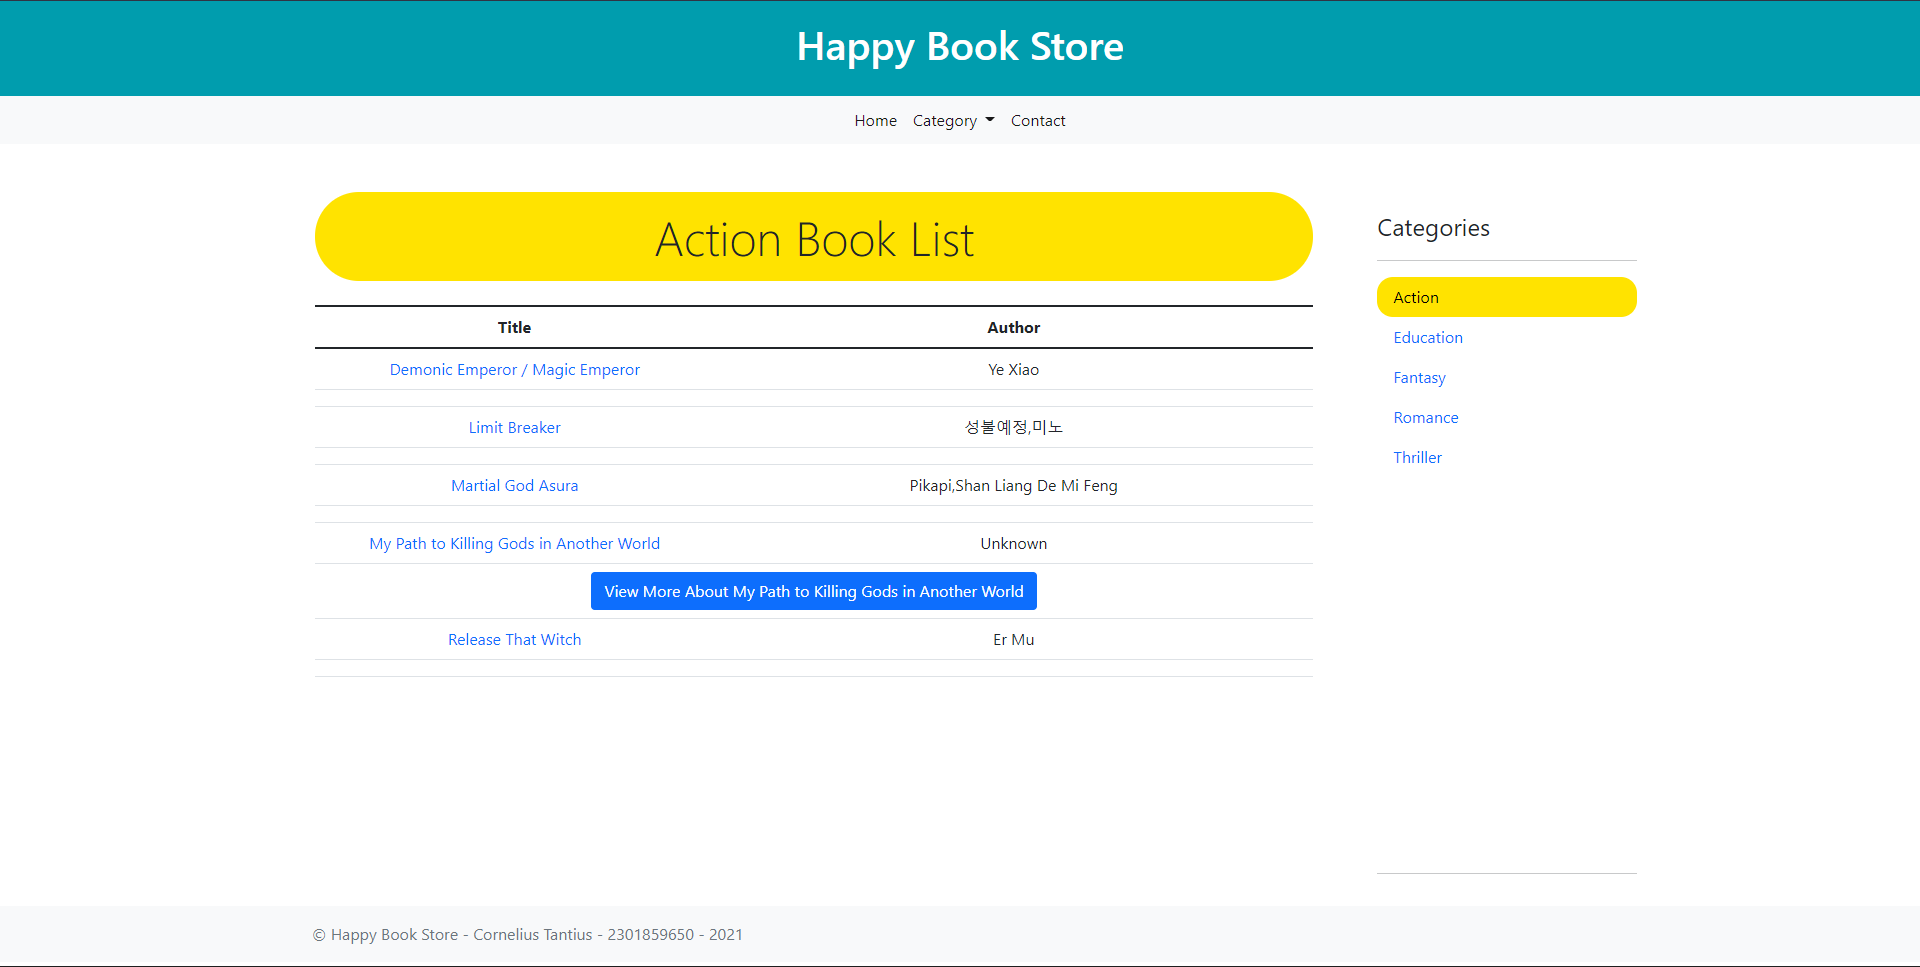 Happy Book Store
Home Category Contact
Action Book List
Title Author
Demonic Emperor / Magic Emperor Ye Xiao
Limit Breaker 성불예정,미노
Martial God Asura Pikapi,Shan Liang De Mi Feng
My Path to Killing Gods in Another World Unknown
View More About My Path to Killing Gods in Another World
Release That Witch Er Mu
Categories
Action
Education
Fantasy
Romance
Thriller
© Happy Book Store - Cornelius Tantius - 2301859650 - 2021